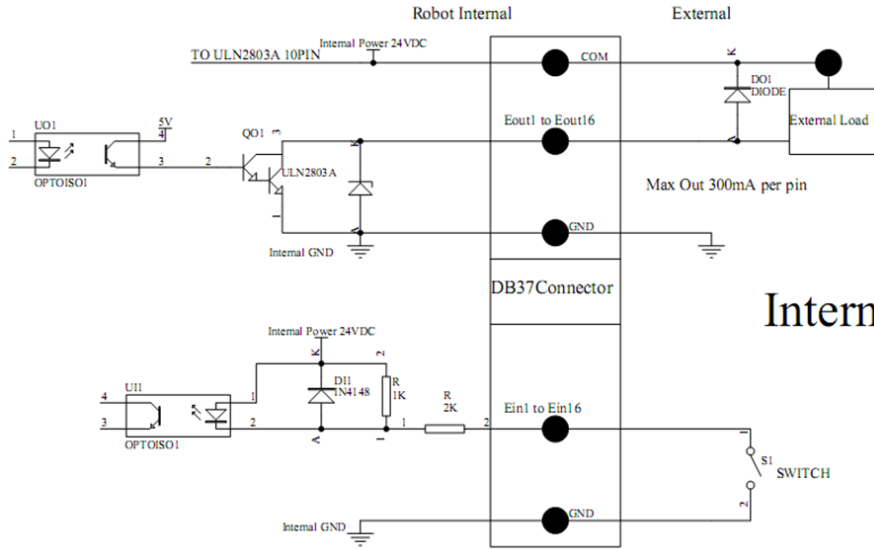 Robot Internal
External
Internal Power 24VDC
TO ULN2803A 10PIN
COM
K
DO1
DIODE
External Load
UO1
5V
1
4
2
3
OPTOISO1
2
QO1
3
ULN2803A
1
K
A
Eout1 to Eout16
A
Max Out 300mA per pin
Internal GND
GND
DB37Connector
Intern
Internal Power 24VDC
K
2
UI1
4
1
3
2
OPTOISO1
DI1
1N4148
R
1K
A
1
R
2K
1
2
Ein1 to Ein16
1
S1
SWITCH
2
Internal GND
GND